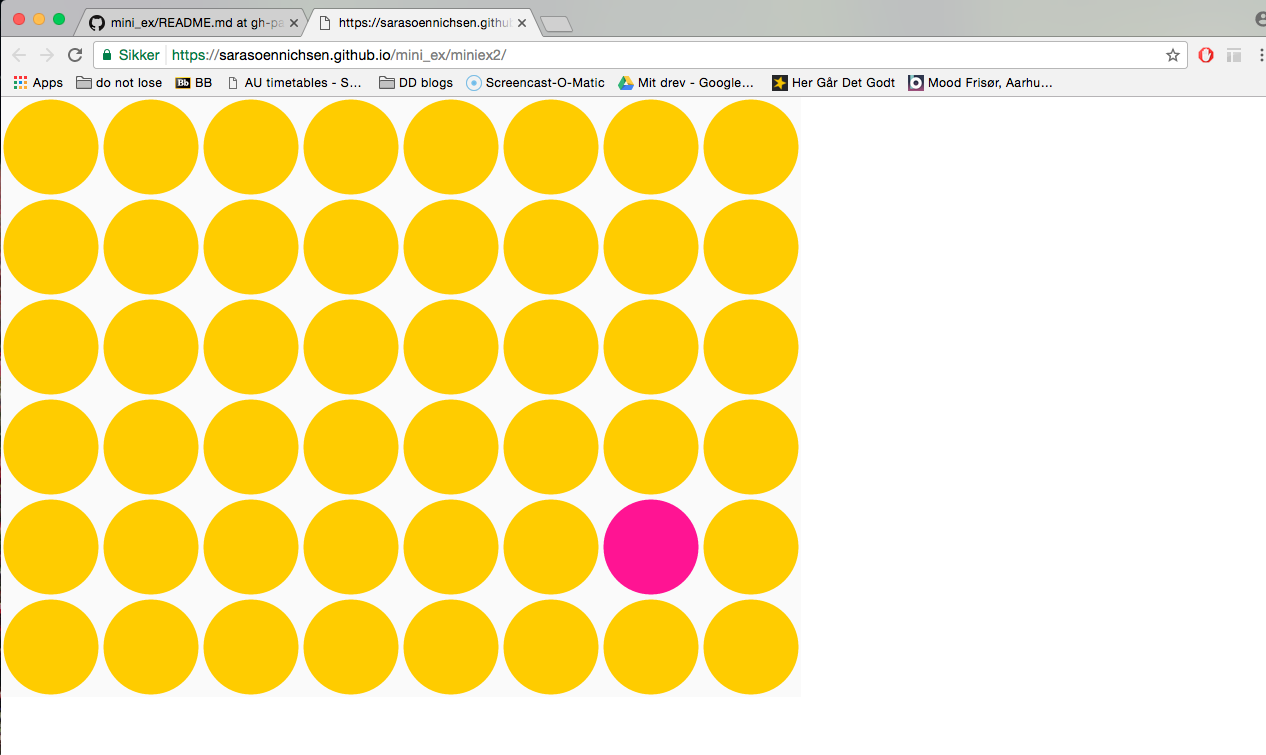 mini_ex/README.md at gh-pa
https://sarasoennichsen.githu
Sikker https://sarasoennichsen.github.io/mini_ex/miniex2/
Apps do not lose Bb BB AU timetables - S... DD blogs Screencast-O-Matic Mit drev - Google... Her Går Det Godt Mood Frisør, Aarhu...